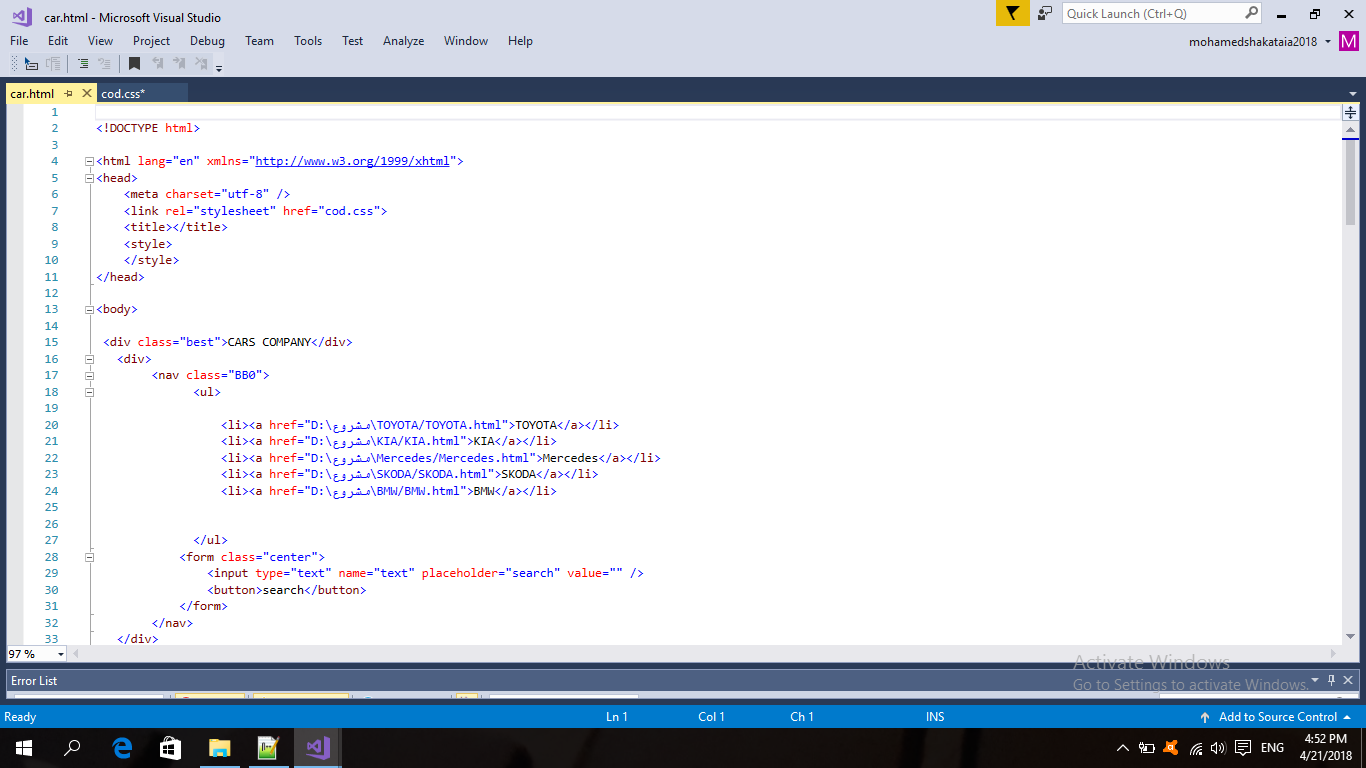 car.html - Microsoft Visual Studio
Quick Launch (Ctrl+Q)
File Edit View Project Debug Team Tools Test Analyze Window Help
mohamedshakataia2018 M
car.html cod.css*
1
2 <!DOCTYPE html>
3
4 <html lang="en" xmlns="http://www.w3.org/1999/xhtml">
5 <head>
6 <meta charset="utf-8" />
7 <link rel="stylesheet" href="cod.css">
8 <title></title>
9 <style>
10 </style>
11 </head>
12
13 <body>
14
15 <div class="best">CARS COMPANY</div>
16 <div>
17 <nav class="BB0">
18 <ul>
19
20 <li><a href="D:\مشروع\TOYOTA/TOYOTA.html">TOYOTA</a></li>
21 <li><a href="D:\مشروع\KIA/KIA.html">KIA</a></li>
22 <li><a href="D:\مشروع\Mercedes/Mercedes.html">Mercedes</a></li>
23 <li><a href="D:\مشروع\SKODA/SKODA.html">SKODA</a></li>
24 <li><a href="D:\مشروع\BMW/BMW.html">BMW</a></li>
25
26
27 </ul>
28 <form class="center">
29 <input type="text" name="text" placeholder="search" value="" />
30 <button>search</button>
31 </form>
32 </nav>
33 </div>
97 %
Activate Windows
Error List
Go to Settings to activate Windows.
Ready Ln 1 Col 1 Ch 1 INS Add to Source Control
ENG
4:52 PM
4/21/2018